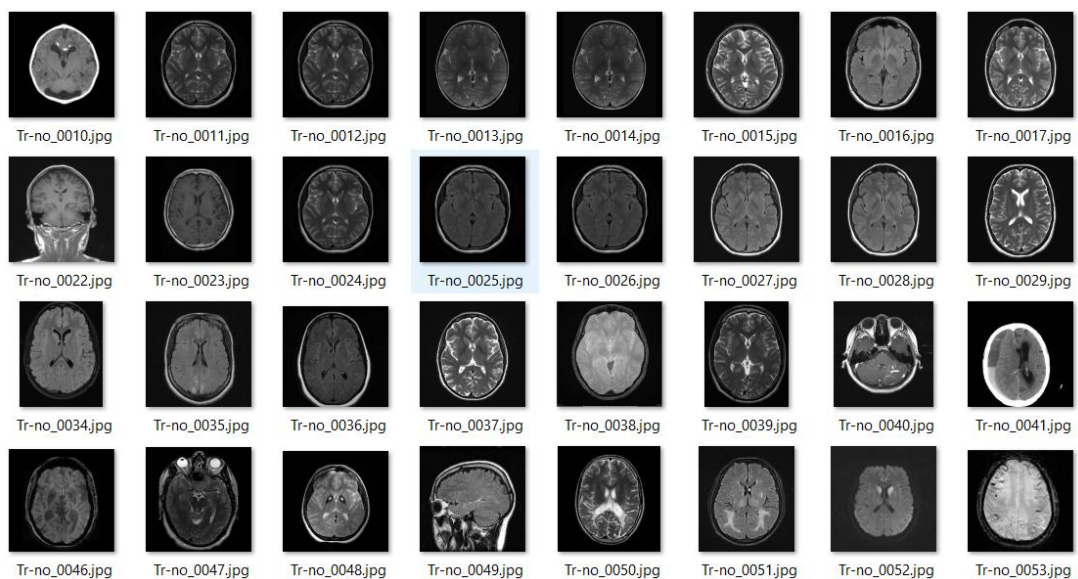 Tr-no_0010.jpg Tr-no_0011.jpg Tr-no_0012.jpg Tr-no_0013.jpg Tr-no_0014.jpg Tr-no_0015.jpg Tr-no_0016.jpg Tr-no_0017.jpg
Tr-no_0022.jpg Tr-no_0023.jpg Tr-no_0024.jpg Tr-no_0025.jpg Tr-no_0026.jpg Tr-no_0027.jpg Tr-no_0028.jpg Tr-no_0029.jpg
Tr-no_0034.jpg Tr-no_0035.jpg Tr-no_0036.jpg Tr-no_0037.jpg Tr-no_0038.jpg Tr-no_0039.jpg Tr-no_0040.jpg Tr-no_0041.jpg
Tr-no_0046.jpg Tr-no_0047.jpg Tr-no_0048.jpg Tr-no_0049.jpg Tr-no_0050.jpg Tr-no_0051.jpg Tr-no_0052.jpg Tr-no_0053.jpg